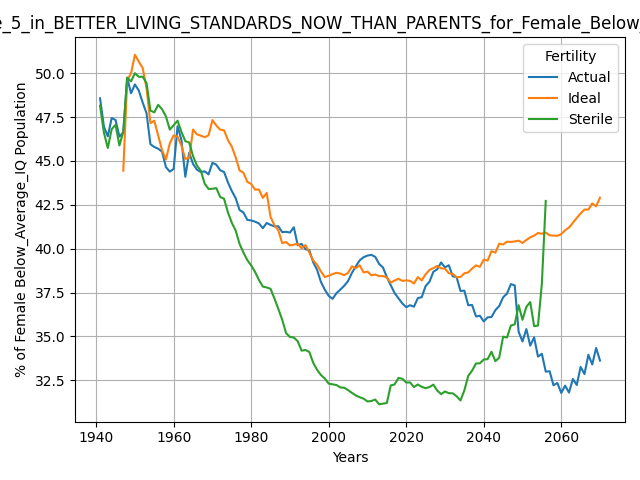 _5_in_BETTER_LIVING_STANDARDS_NOW_THAN_PARENTS_for_Female_Below_
% of Female Below_Average_IQ Population
50.0
47.5
45.0
42.5
40.0
37.5
35.0
32.5
Fertility
Actual
Ideal
Sterile
1940
1960
1980
2000
2020
2040
2060
Years